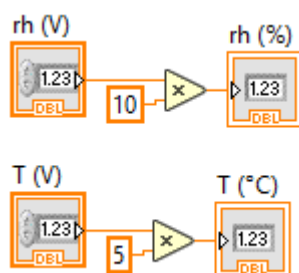 rh (V)
rh (%)
1.23
1.23
DBL
10
×
DBL
T (V)
T (°C)
1.23
1.23
DBL
5
×
DBL